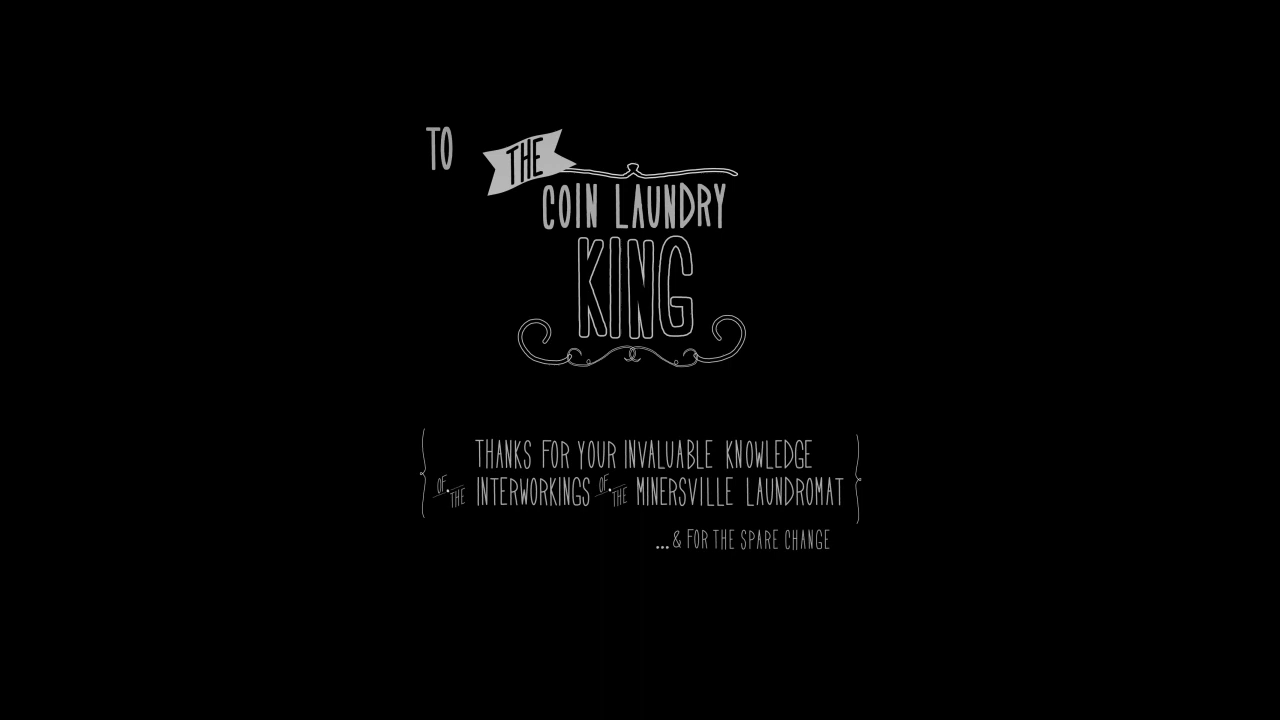 TO THE
COIN LAUNDRY
KING
THANKS FOR YOUR INVALUABLE KNOWLEDGE
OF THE INTERWORKINGS OF THE MINERSVILLE LAUNDROMAT
...& FOR THE SPARE CHANGE